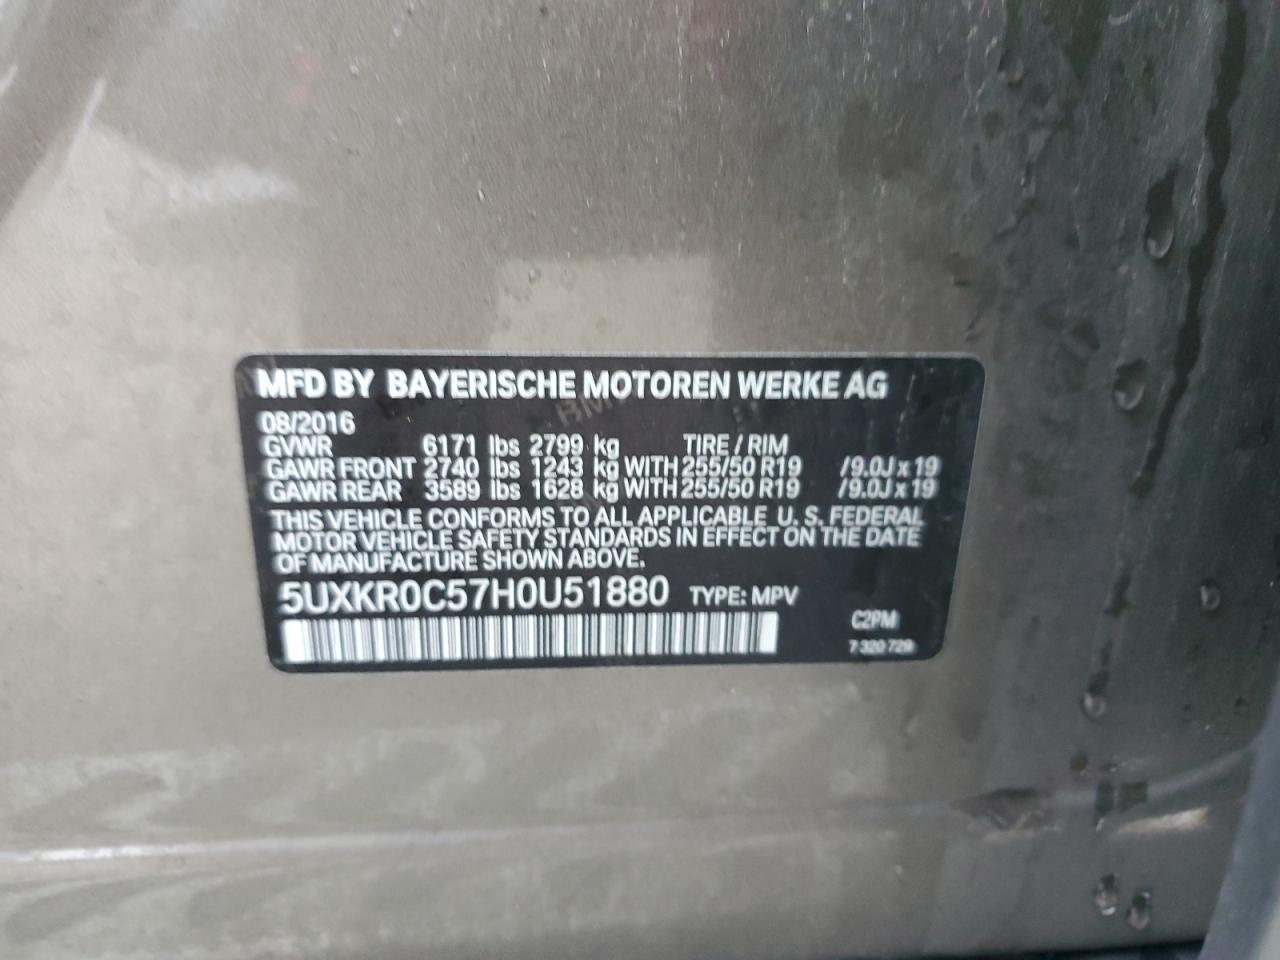 MFD BY BAYERISCHE MOTOREN WERKE AG
08/2016
GVWR 6171 lbs 2799 kg TIRE / RIM
GAWR FRONT 2740 lbs 1243 kg WITH 255/50 R19 /9.0J x 19
GAWR REAR 3589 lbs 1628 kg WITH 255/50 R19 /9.0J x 19
THIS VEHICLE CONFORMS TO ALL APPLICABLE U. S. FEDERAL
MOTOR VEHICLE SAFETY STANDARDS IN EFFECT ON THE DATE
OF MANUFACTURE SHOWN ABOVE.
5UXKR0C57H0U51880 TYPE: MPV
C2PM
7 320 729